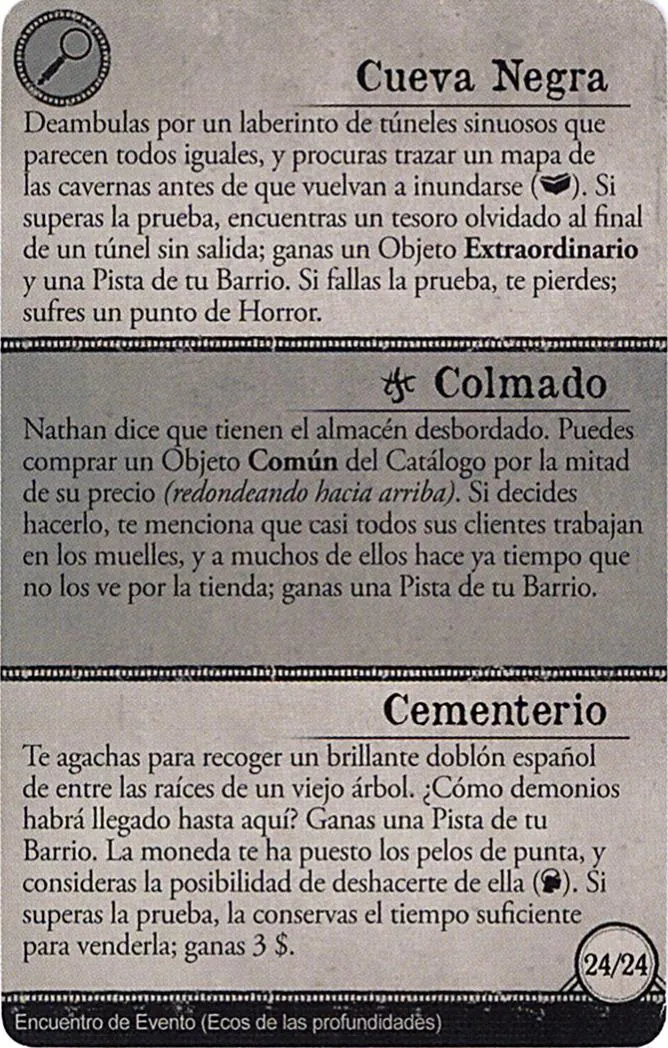 Cueva Negra
Deambulas por un laberinto de túneles sinuosos que
parecen todos iguales, y procuras trazar un mapa de
las cavernas antes de que vuelvan a inundarse ( ). Si
superas la prueba, encuentras un tesoro olvidado al final
de un túnel sin salida; ganas un Objeto Extraordinario
y una Pista de tu Barrio. Si fallas la prueba, te pierdes;
sufres un punto de Horror.
Colmado
Nathan dice que tienen el almacén desbordado. Puedes
comprar un Objeto Común del Catálogo por la mitad
de su precio (redondeando hacia arriba). Si decides
hacerlo, te menciona que casi todos sus clientes trabajan
en los muelles, y a muchos de ellos hace ya tiempo que
no los ve por la tienda; ganas una Pista de tu Barrio.
Cementerio
Te agachas para recoger un brillante doblón español
de entre las raíces de un viejo árbol. ¿Cómo demonios
habrá llegado hasta aquí? Ganas una Pista de tu
Barrio. La moneda te ha puesto los pelos de punta, y
consideras la posibilidad de deshacerte de ella ( ). Si
superas la prueba, la conservas el tiempo suficiente
para venderla; ganas 3 $.
24/24
Encuentro de Evento (Ecos de las profundidades)